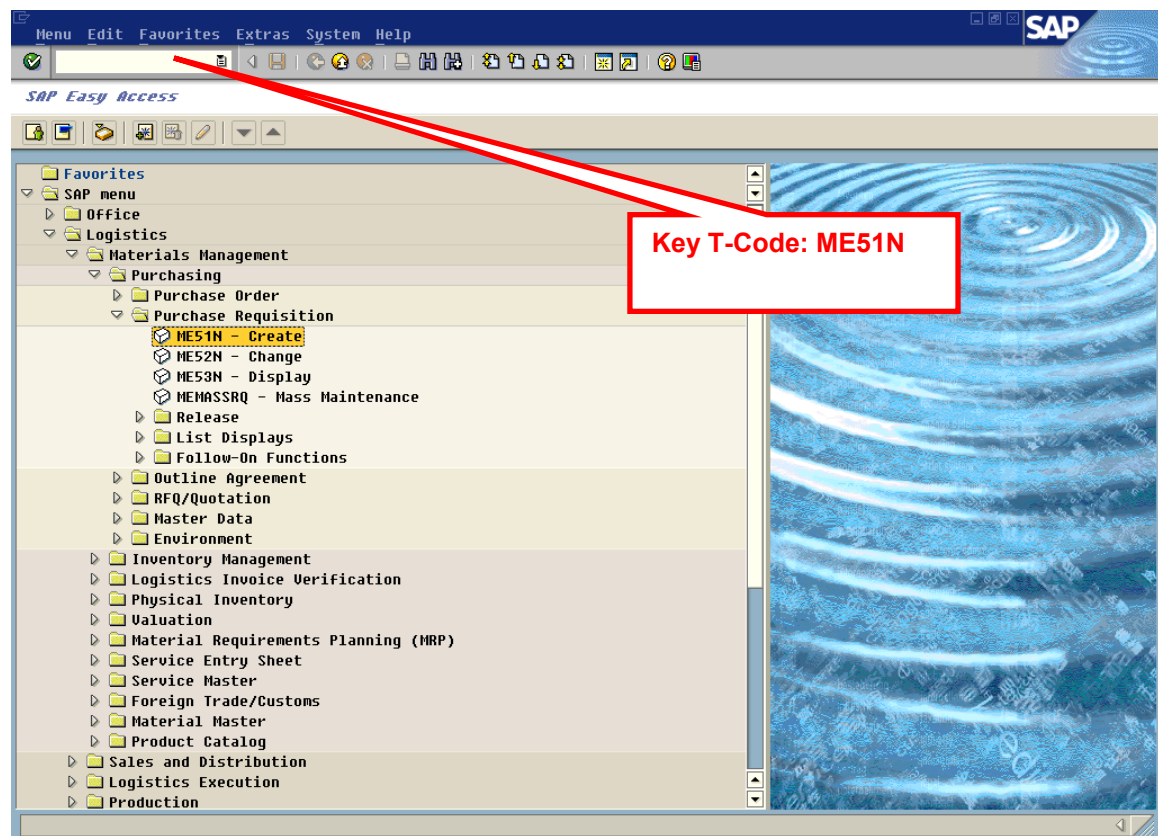 Menu Edit Favorites Extras System Help
SAP
SAP Easy Access
Favorites
SAP menu
Office
Logistics
Materials Management
Purchasing
Purchase Order
Purchase Requisition
ME51N - Create
ME52N - Change
ME53N - Display
MEMASSRQ - Mass Maintenance
Release
List Displays
Follow-On Functions
Outline Agreement
RFQ/Quotation
Master Data
Environment
Inventory Management
Logistics Invoice Verification
Physical Inventory
Valuation
Material Requirements Planning (MRP)
Service Entry Sheet
Service Master
Foreign Trade/Customs
Material Master
Product Catalog
Sales and Distribution
Logistics Execution
Production
Key T-Code: ME51N